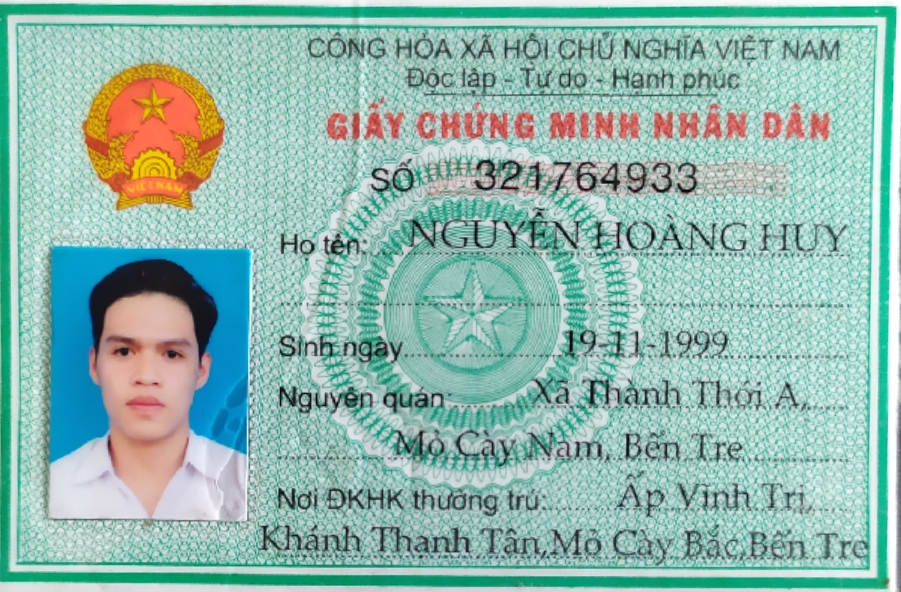 CỘNG HÒA XÃ HỘI CHỦ NGHĨA VIỆT NAM
Độc lập - Tự do - Hạnh phúc
GIẤY CHỨNG MINH NHÂN DÂN
VIỆT NAM
SỐ 321764933
Họ tên: NGUYỄN HOÀNG HUY
Sinh ngày 19-11-1999
Nguyên quán: Xã Thành Thới A,
Mỏ Cày Nam, Bến Tre
Nơi ĐKHK thường trú: Ấp Vĩnh Trị,
Khánh Thạnh Tân,Mỏ Cày Bắc,Bến Tre